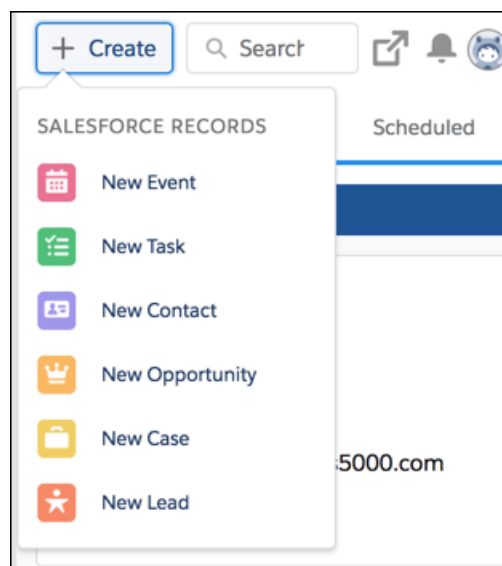 + Create
Search
SALESFORCE RECORDS
Scheduled
New Event
New Task
New Contact
New Opportunity
New Case
5000.com
New Lead